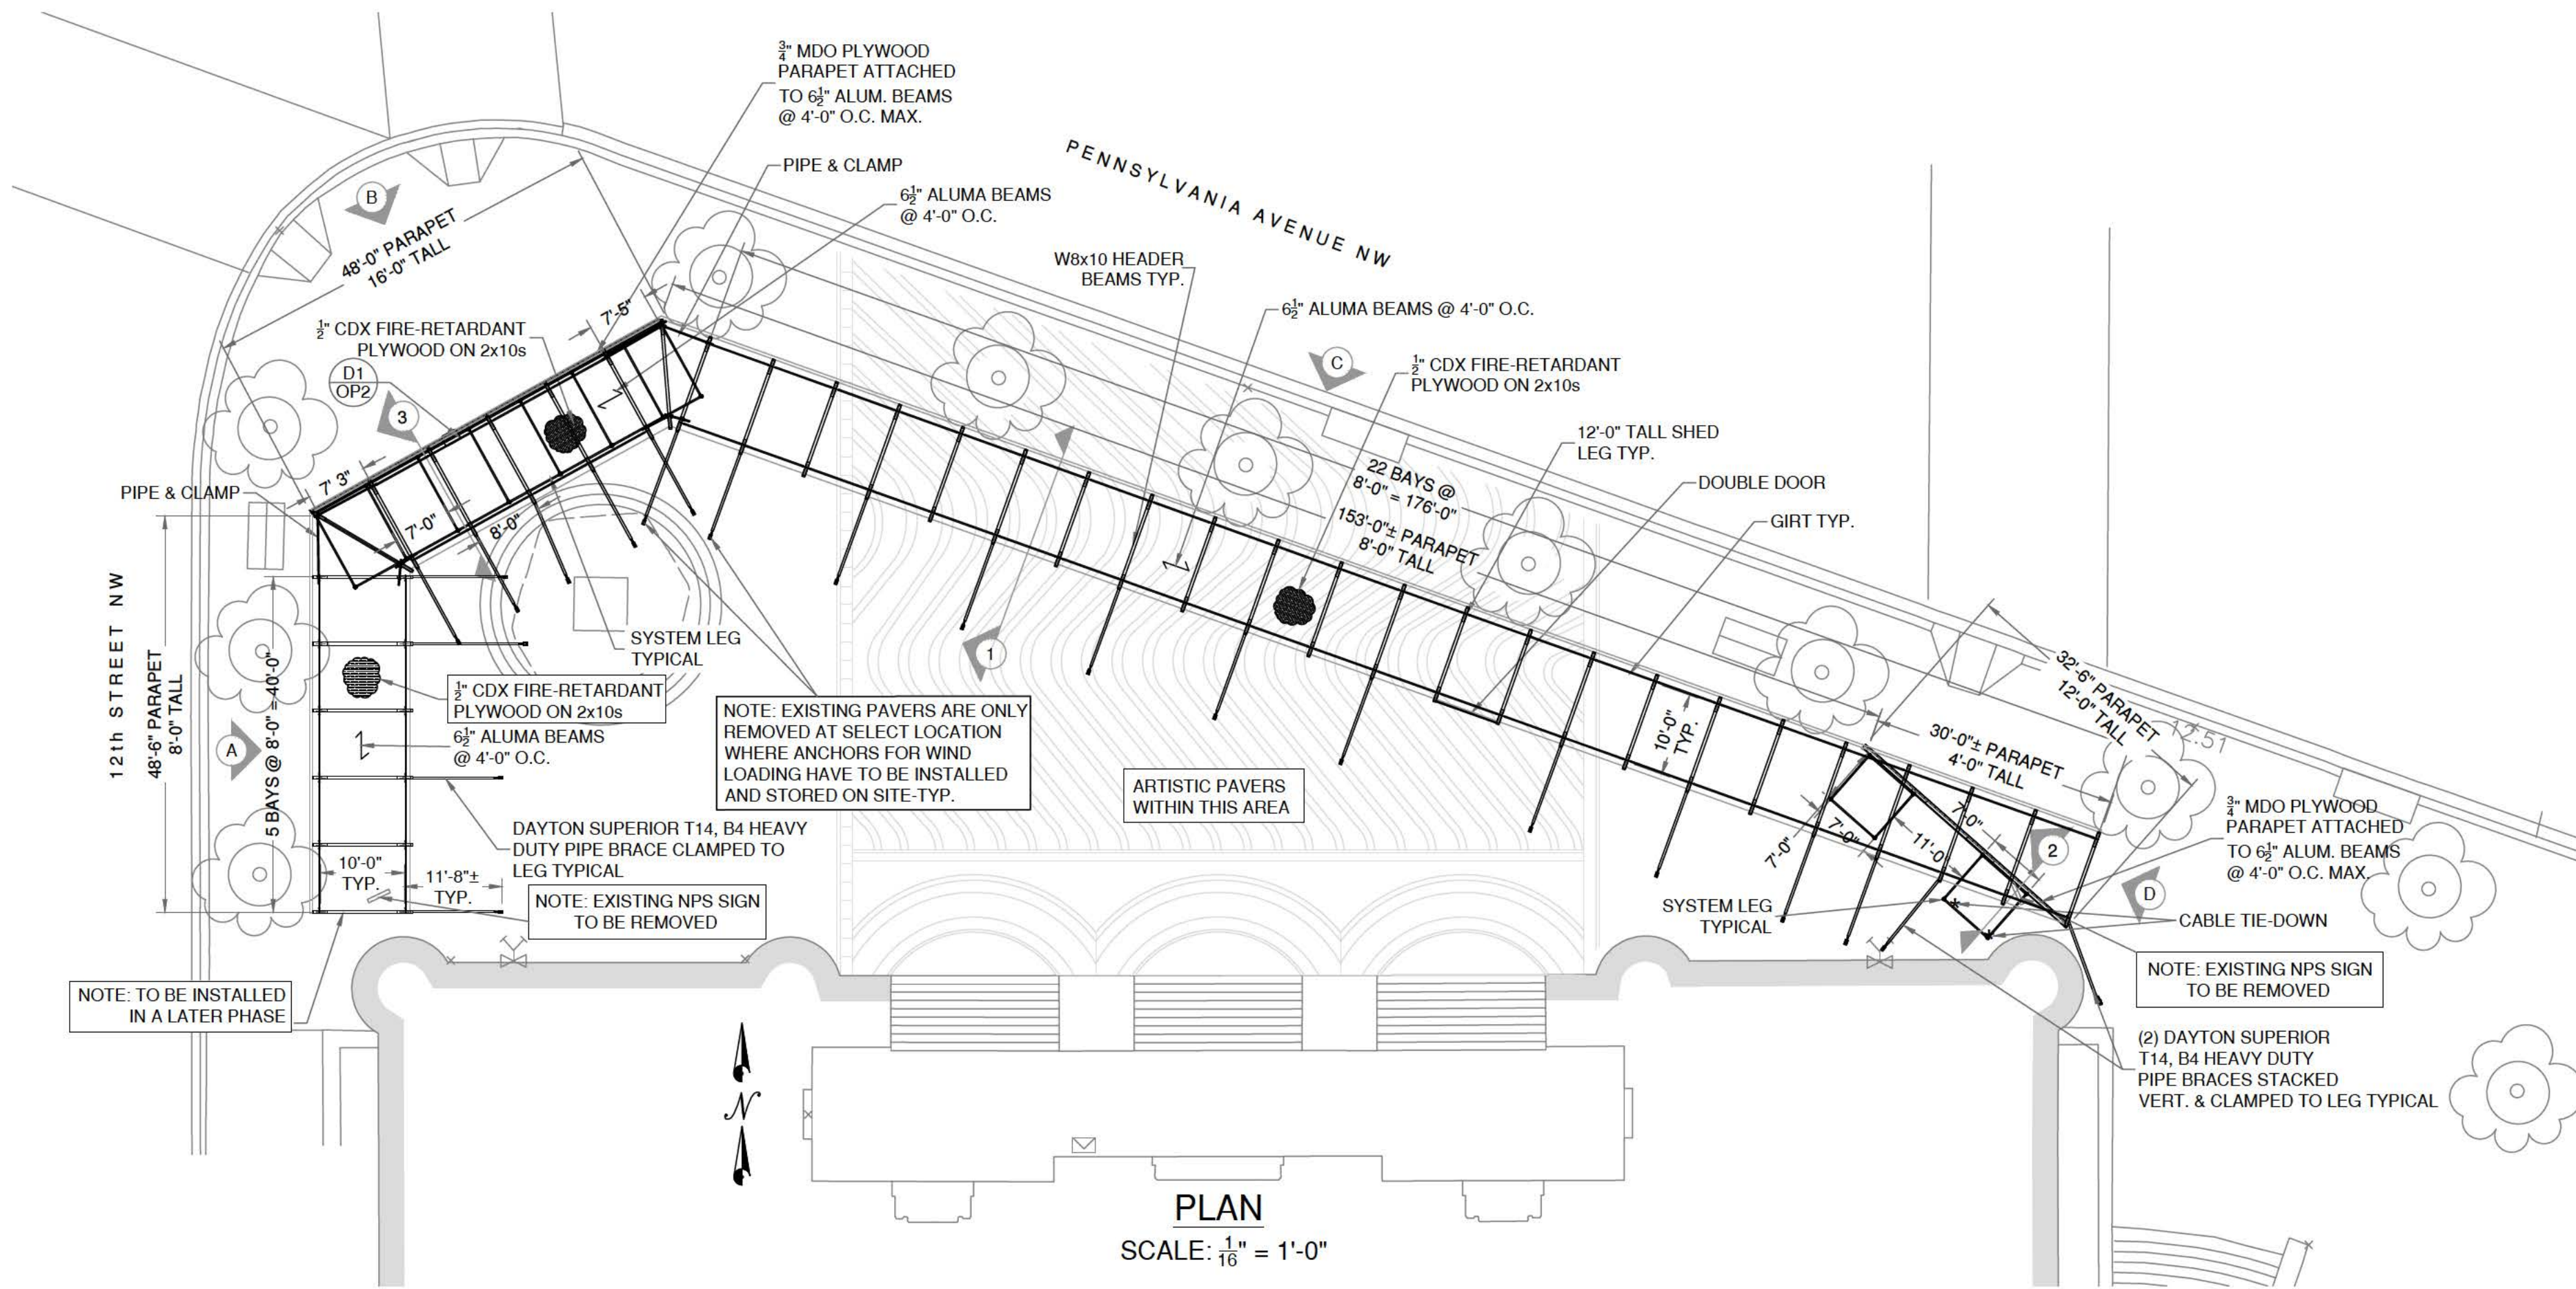 3/4" MDO PLYWOOD
PARAPET ATTACHED
TO 6 1/2" ALUM. BEAMS
@ 4'-0" O.C. MAX.
PIPE & CLAMP
6 1/2" ALUMA BEAMS
@ 4'-0" O.C.
PENNSYLVANIA AVENUE NW
W8x10 HEADER
BEAMS TYP.
6 1/2" ALUMA BEAMS @ 4'-0" O.C.
1/2" CDX FIRE-RETARDANT
PLYWOOD ON 2x10s
B
48'-0" PARAPET
16'-0" TALL
7'-5"
1/2" CDX FIRE-RETARDANT
PLYWOOD ON 2x10s
D1
OP2
3
C
12'-0" TALL SHED
LEG TYP.
DOUBLE DOOR
GIRT TYP.
22 BAYS @
8'-0" = 176'-0"
153'-0"± PARAPET
8'-0" TALL
PIPE & CLAMP
7' 3"
7'-0"
8'-0"
12th STREET NW
48'-6" PARAPET
8'-0" TALL
5 BAYS @ 8'-0" = 40'-0"
A
SYSTEM LEG
TYPICAL
1/2" CDX FIRE-RETARDANT
PLYWOOD ON 2x10s
6 1/2" ALUMA BEAMS
@ 4'-0" O.C.
1
NOTE: EXISTING PAVERS ARE ONLY
REMOVED AT SELECT LOCATION
WHERE ANCHORS FOR WIND
LOADING HAVE TO BE INSTALLED
AND STORED ON SITE-TYP.
ARTISTIC PAVERS
WITHIN THIS AREA
10'-0"
TYP.
32'-6" PARAPET
12'-0" TALL
12.51
30'-0"± PARAPET
4'-0" TALL
7'-0"
7'-0"
11'-0"
7'-0"
2
D
3/4" MDO PLYWOOD
PARAPET ATTACHED
TO 6 1/2" ALUM. BEAMS
@ 4'-0" O.C. MAX.
DAYTON SUPERIOR T14, B4 HEAVY
DUTY PIPE BRACE CLAMPED TO
LEG TYPICAL
10'-0"
TYP.
11'-8"±
TYP.
NOTE: EXISTING NPS SIGN
TO BE REMOVED
SYSTEM LEG
TYPICAL
CABLE TIE-DOWN
NOTE: EXISTING NPS SIGN
TO BE REMOVED
NOTE: TO BE INSTALLED
IN A LATER PHASE
(2) DAYTON SUPERIOR
T14, B4 HEAVY DUTY
PIPE BRACES STACKED
VERT. & CLAMPED TO LEG TYPICAL
N
PLAN
SCALE: 1/16" = 1'-0"